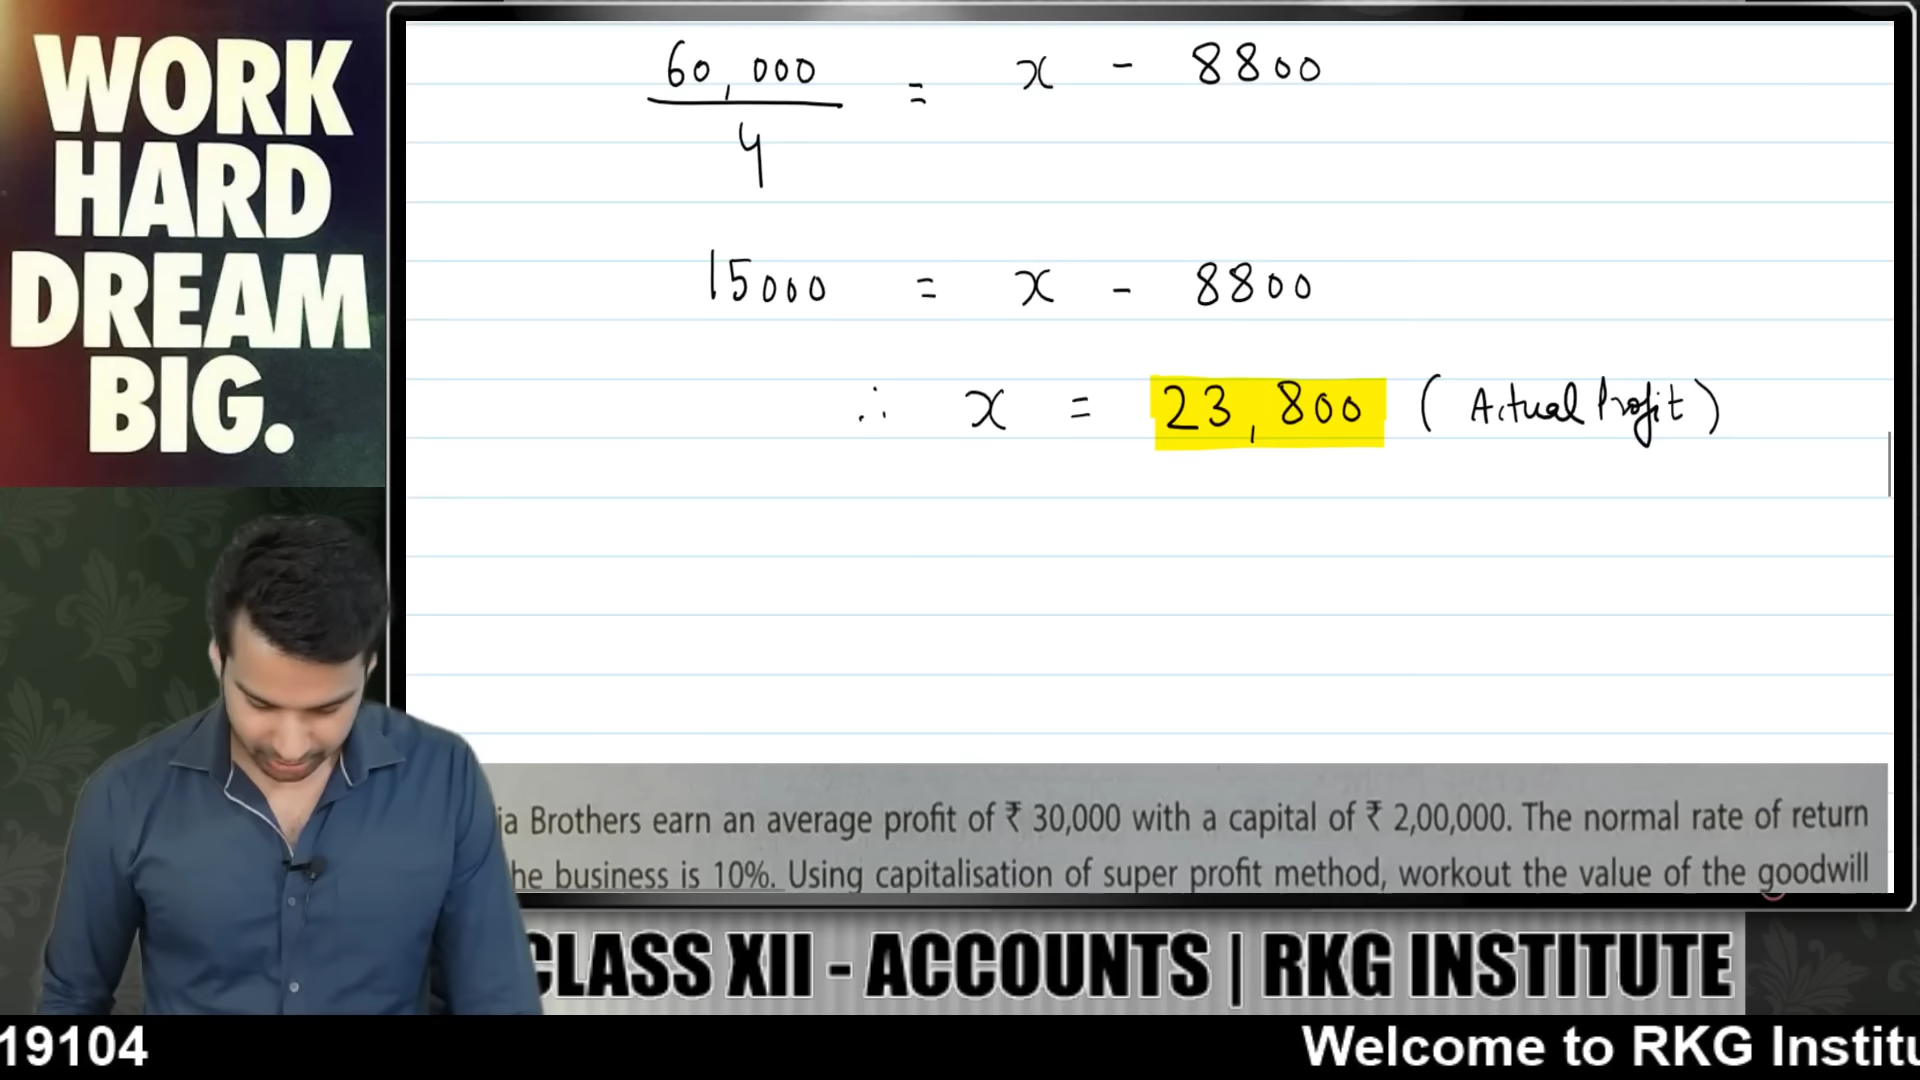 WORK
HARD
DREAM
BIG.
60,000 = x - 8800
4
15000 = x - 8800
∴ x = 23,800 (Actual Profit)
Brothers earn an average profit of ₹ 30,000 with a capital of ₹ 2,00,000. The normal rate of return
business is 10%. Using capitalisation of super profit method, workout the value of the goodwill
CLASS XII - ACCOUNTS | RKG INSTITUTE
19104
Welcome to RKG Institu